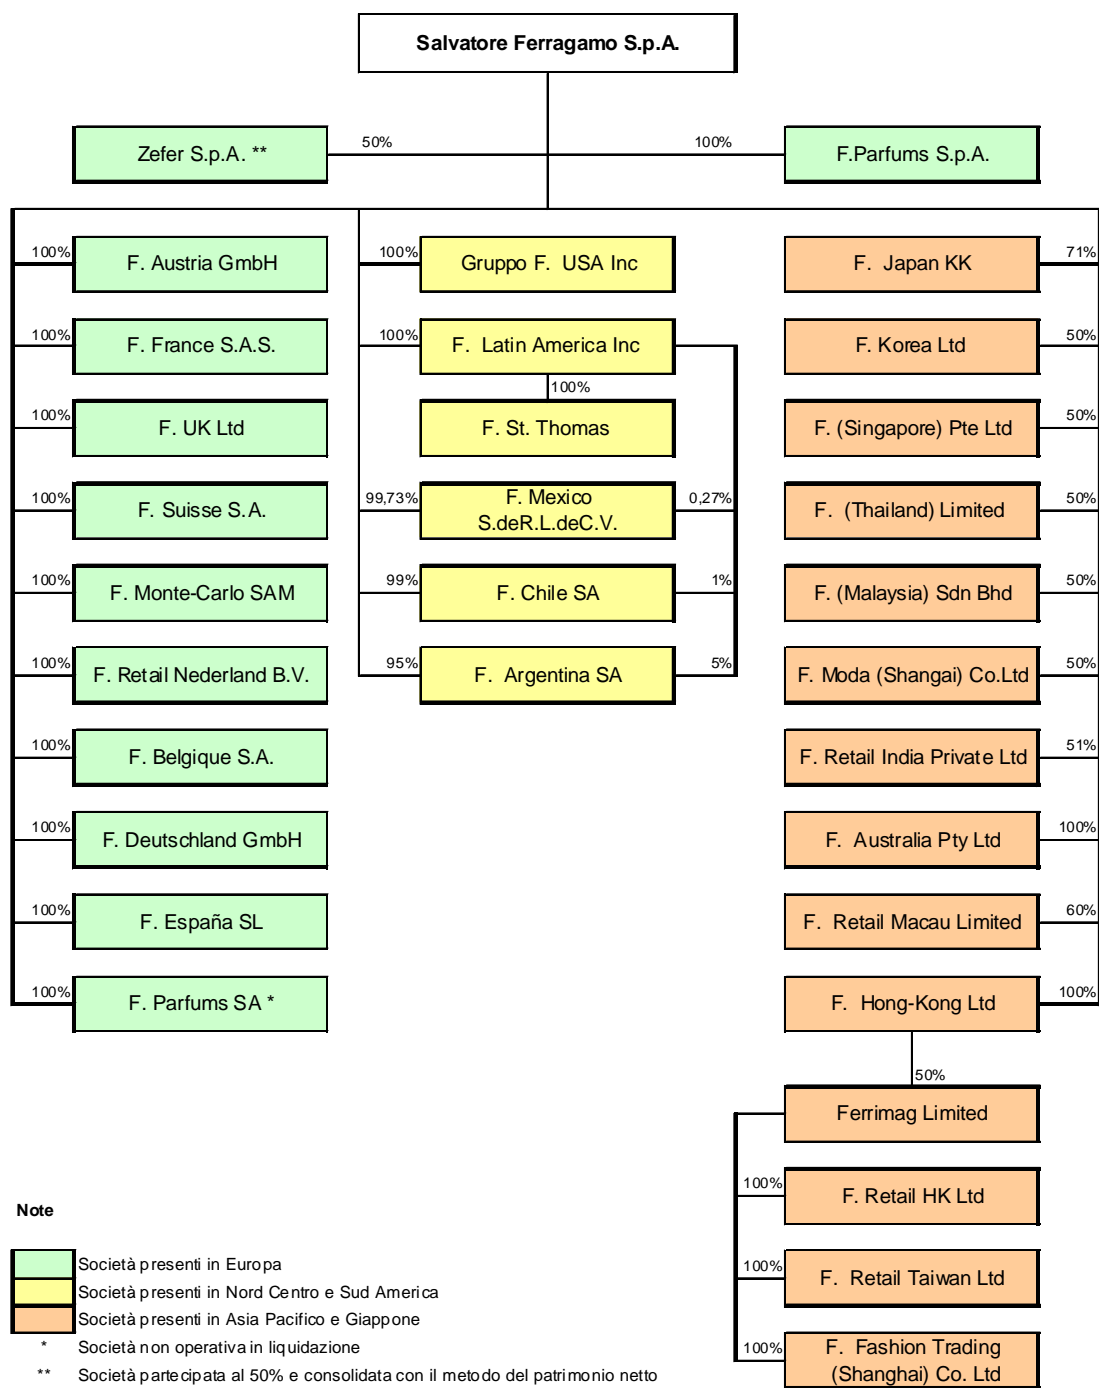 Salvatore Ferragamo S.p.A.
Zefer S.p.A. **
50%
100%
F.Parfums S.p.A.
100%
F. Austria GmbH
100%
Gruppo F. USA Inc
F. Japan KK
71%
100%
F. France S.A.S.
100%
F. Latin America Inc
F. Korea Ltd
50%
100%
100%
F. UK Ltd
F. St. Thomas
F. (Singapore) Pte Ltd
50%
100%
F. Suisse S.A.
99,73%
F. Mexico
S.deR.L.deC.V.
0,27%
F. (Thailand) Limited
50%
100%
F. Monte-Carlo SAM
99%
F. Chile SA
1%
F. (Malaysia) Sdn Bhd
50%
100%
F. Retail Nederland B.V.
95%
F. Argentina SA
5%
F. Moda (Shangai) Co.Ltd
50%
100%
F. Belgique S.A.
F. Retail India Private Ltd
51%
100%
F. Deutschland GmbH
F. Australia Pty Ltd
100%
100%
F. España SL
F. Retail Macau Limited
60%
100%
F. Parfums SA *
F. Hong-Kong Ltd
100%
50%
Ferrimag Limited
100%
F. Retail HK Ltd
100%
F. Retail Taiwan Ltd
100%
F. Fashion Trading
(Shanghai) Co. Ltd
Note
Società presenti in Europa
Società presenti in Nord Centro e Sud America
Società presenti in Asia Pacifico e Giappone
* Società non operativa in liquidazione
** Società partecipata al 50% e consolidata con il metodo del patrimonio netto